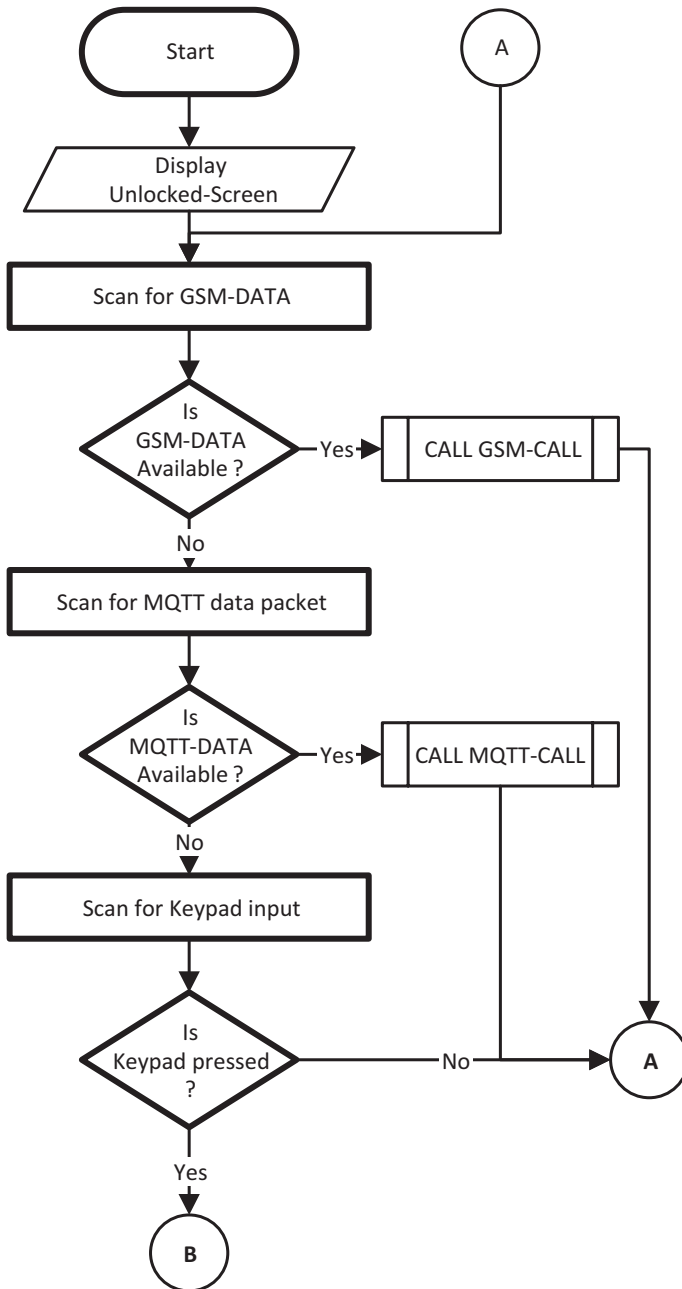 Start
A
Display
Unlocked-Screen
Scan for GSM-DATA
Is
GSM-DATA
Available ?
Yes
CALL GSM-CALL
No
Scan for MQTT data packet
Is
MQTT-DATA
Available ?
Yes
CALL MQTT-CALL
No
Scan for Keypad input
Is
Keypad pressed
?
No
A
Yes
B